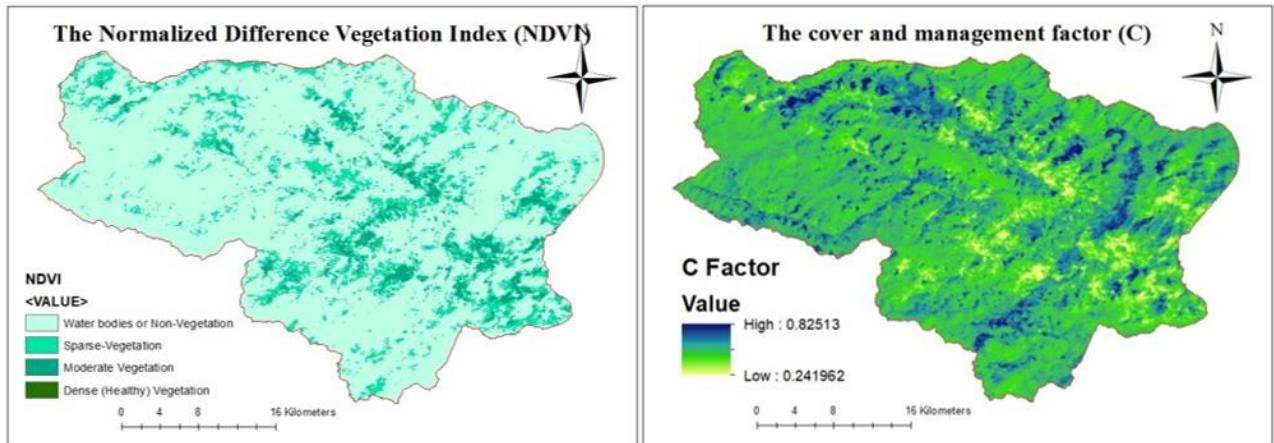 The Normalized Difference Vegetation Index (NDVI)
NDVI
<VALUE>
Water bodies or Non-Vegetation
Sparse-Vegetation
Moderate Vegetation
Dense (Healthy) Vegetation
0 4 8 16 Kilometers
The cover and management factor (C)
N
C Factor
Value
High : 0.82513
Low : 0.241962
0 4 8 16 Kilometers